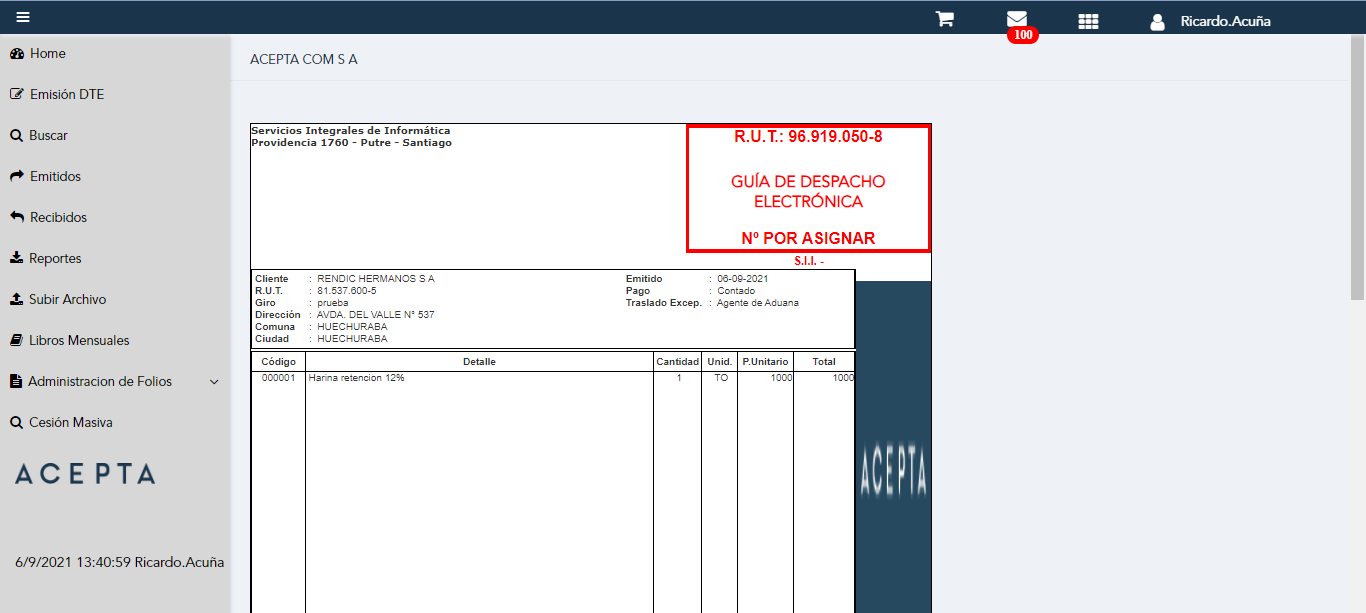 Ricardo.Acuña
100
Home
Emisión DTE
Buscar
Emitidos
Recibidos
Reportes
Subir Archivo
Libros Mensuales
Administracion de Folios
Cesión Masiva
ACEPTA
6/9/2021 13:40:59 Ricardo.Acuña
ACEPTA COM S A
Servicios Integrales de Informática
Providencia 1760 - Putre - Santiago
R.U.T.: 96.919.050-8
GUÍA DE DESPACHO
ELECTRÓNICA
Nº POR ASIGNAR
S.I.I. -
Cliente : RENDIC HERMANOS S A Emitido : 06-09-2021
R.U.T. : 81.537.600-5 Pago : Contado
Giro : prueba Traslado Excep. : Agente de Aduana
Dirección : AVDA. DEL VALLE N° 537
Comuna : HUECHURABA
Ciudad : HUECHURABA
Código Detalle Cantidad Unid. P.Unitario Total
000001 Harina retencion 12% 1 TO 1000 1000
ACEPTA